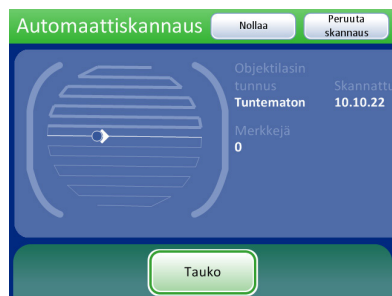 Automaattiskannaus
Nollaa
Peruuta
skannaus
Objektilasin
tunnus
Tuntematon
Skannattu
10.10.22
Merkkejä
0
Tauko